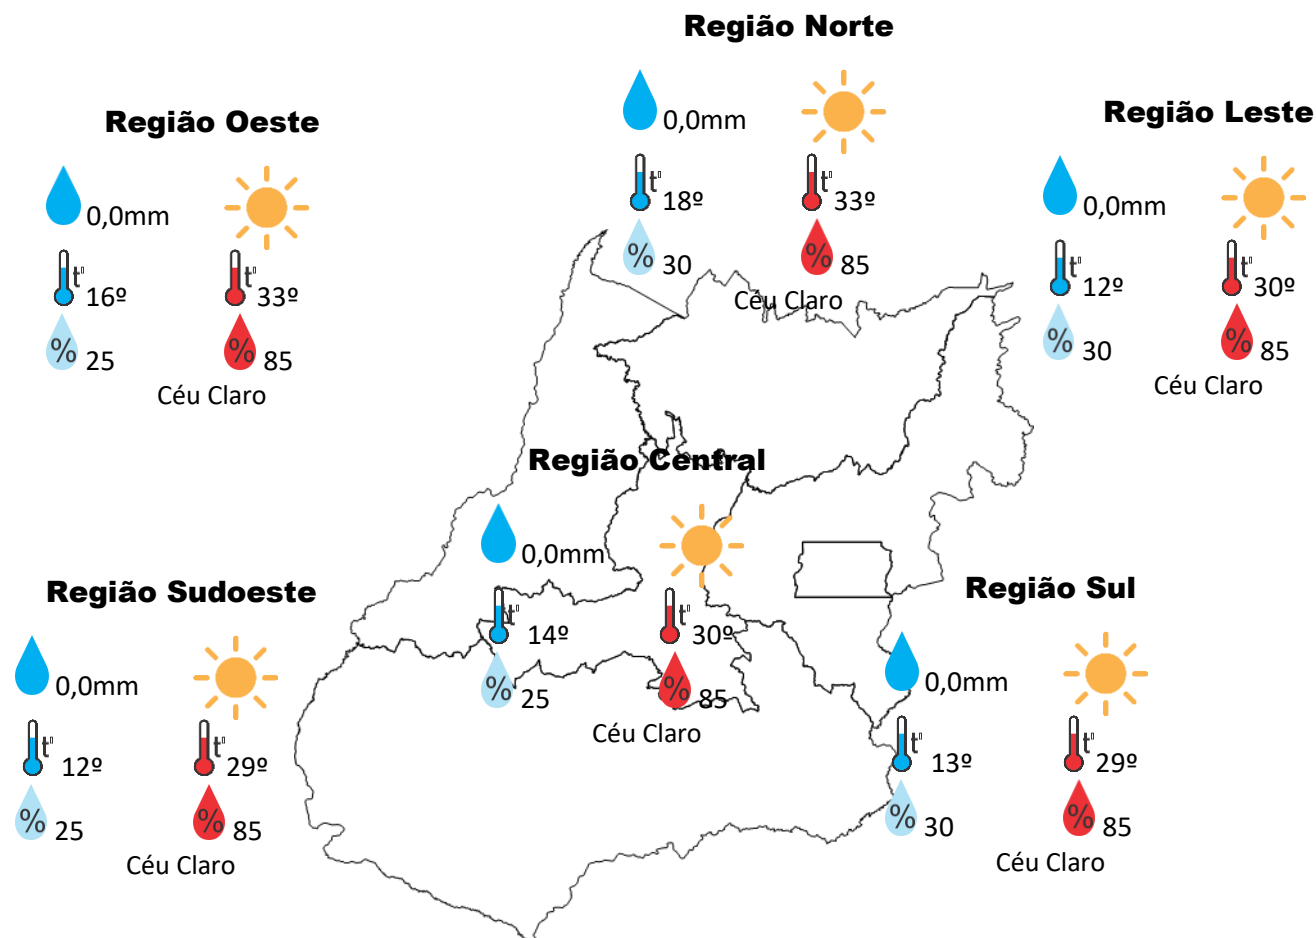 Região Norte
0,0mm
t°
18º
t°
33º
% 30
% 85
Céu Claro
Região Oeste
0,0mm
t°
16º
t°
33º
% 25
% 85
Céu Claro
Região Leste
0,0mm
t°
12º
t°
30º
% 30
% 85
Céu Claro
Região Central
0,0mm
t°
14º
t°
30º
% 25
% 85
Céu Claro
Região Sudoeste
0,0mm
t°
12º
t°
29º
% 25
% 85
Céu Claro
Região Sul
0,0mm
t°
13º
t°
29º
% 30
% 85
Céu Claro